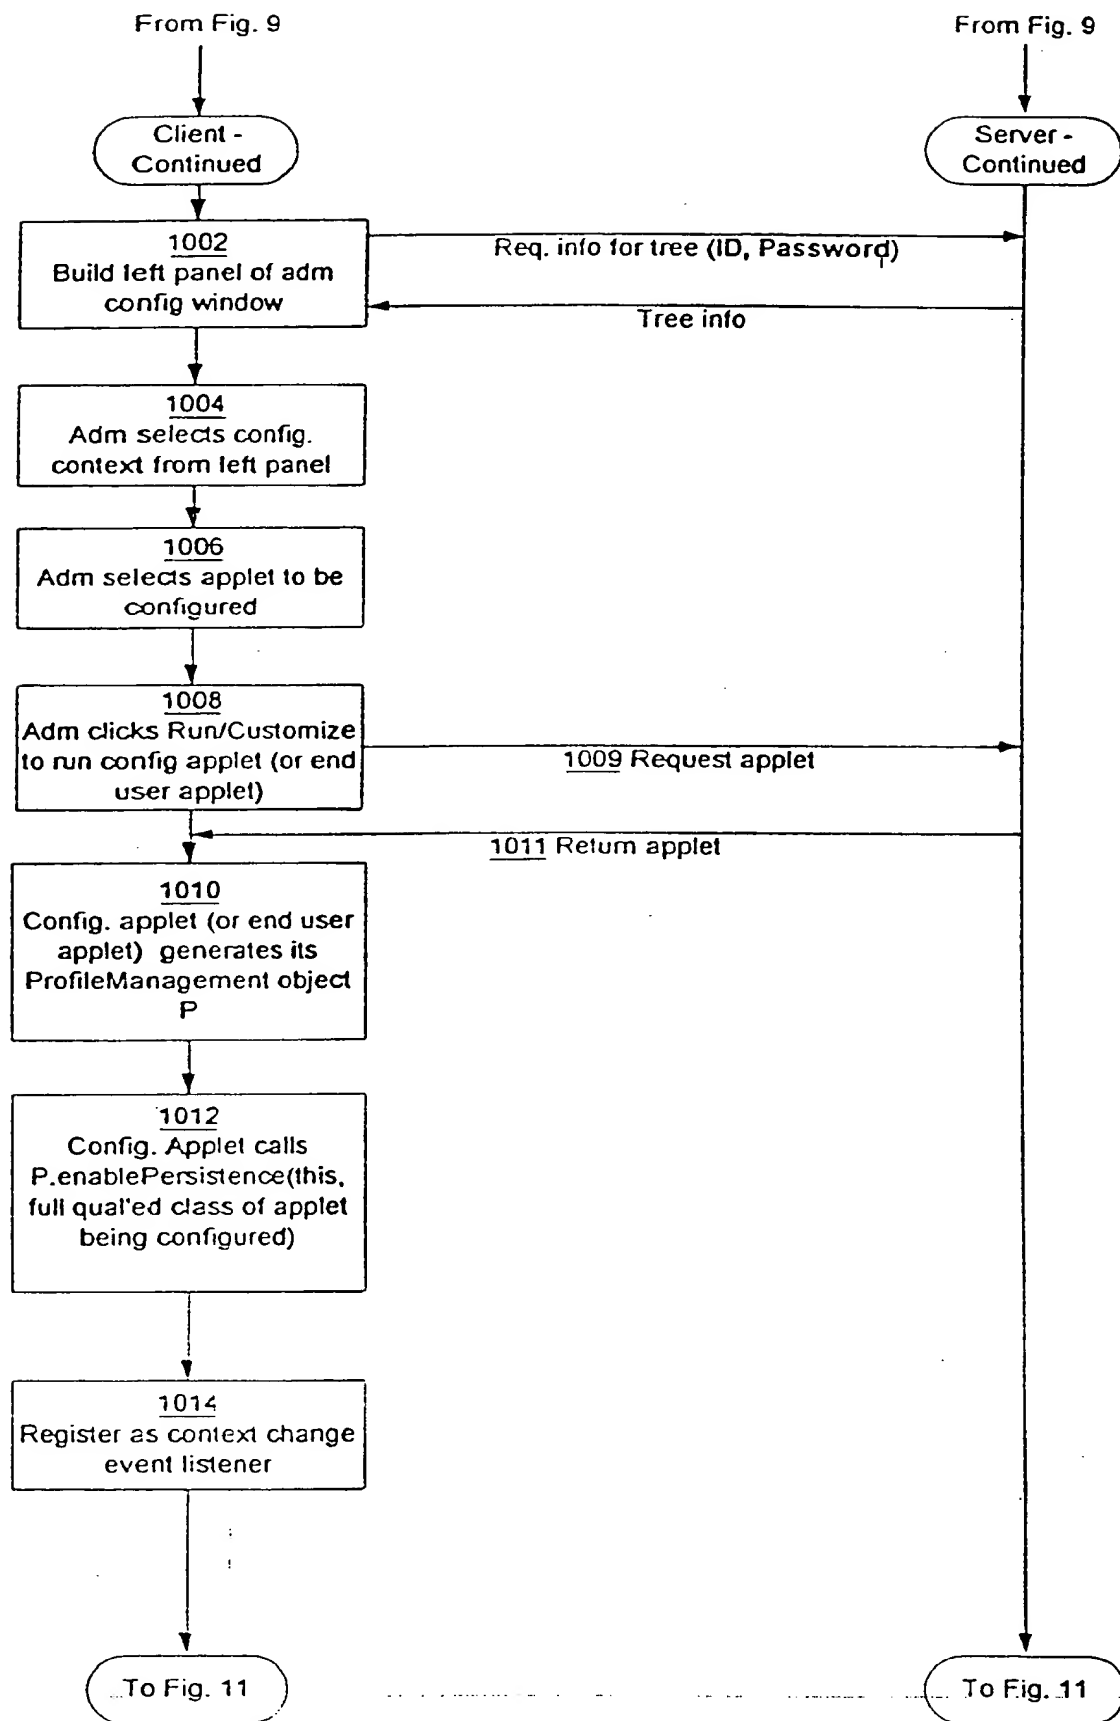 From Fig. 9
From Fig. 9
Client -
Continued
Server -
Continued
1002
Build left panel of adm
config window
Req. info for tree (ID, Password)
Tree info
1004
Adm selects config.
context from left panel
1006
Adm selects applet to be
configured
1008
Adm clicks Run/Customize
to run config applet (or end
user applet)
1009 Request applet
1011 Return applet
1010
Config. applet (or end user
applet) generates its
ProfileManagement object
P
1012
Config. Applet calls
P.enablePersistence(this,
full qual'ed class of applet
being configured)
1014
Register as context change
event listener
To Fig. 11
To Fig. 11